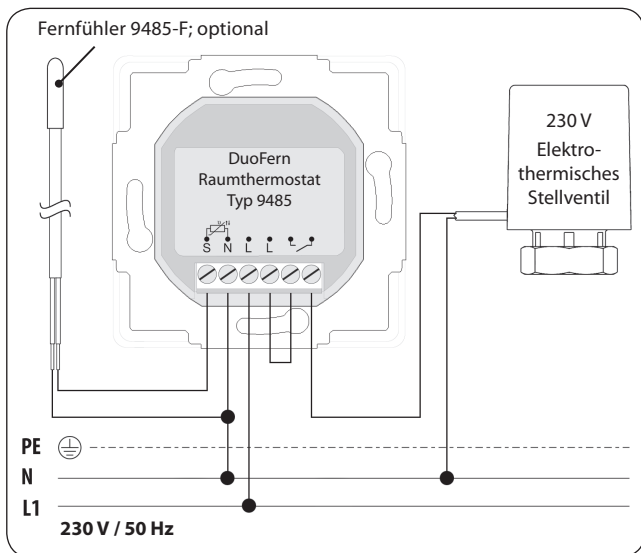 Fernfühler 9485-F; optional
DuoFern
Raumthermostat
Typ 9485
S N L L
230 V
Elektro-
thermisches
Stellventil
PE
N
L1
230 V / 50 Hz